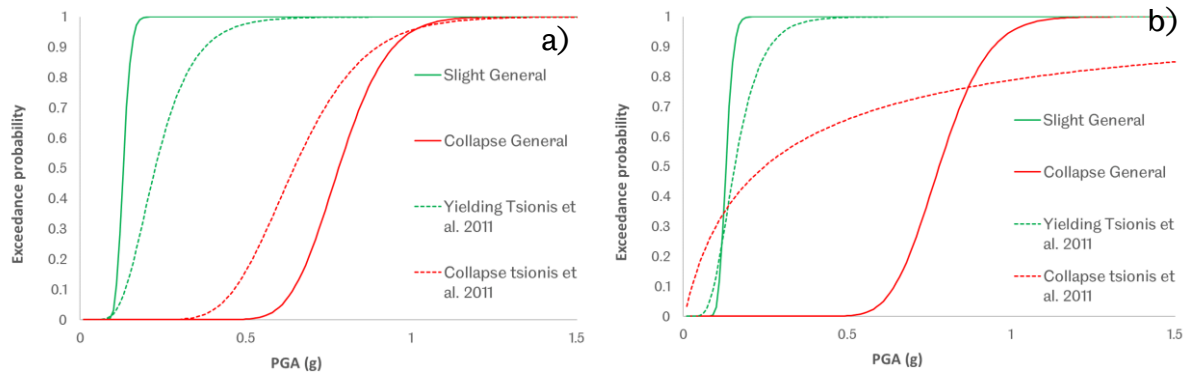 a)
Exceedance probability
1
0.9
0.8
0.7
0.6
0.5
0.4
0.3
0.2
0.1
0
0
0.5
1
1.5
PGA (g)
Slight General
Collapse General
Yielding Tsionis et
al. 2011
Collapse tsionis et
al. 2011
b)
Exceedance probability
1
0.9
0.8
0.7
0.6
0.5
0.4
0.3
0.2
0.1
0
0
0.5
1
1.5
PGA (g)
Slight General
Collapse General
Yielding Tsionis et
al. 2011
Collapse tsionis et
al. 2011